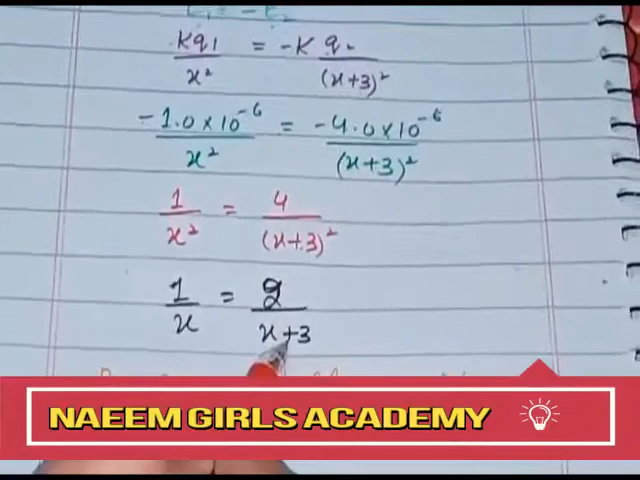 Kq₁/x² = -K q₂/(x+3)²
-1.0×10⁻⁶/x² = -4.0×10⁻⁶/(x+3)²
1/x² = 4/(x+3)²
1/x = 2/x+3
NAEEM GIRLS ACADEMY